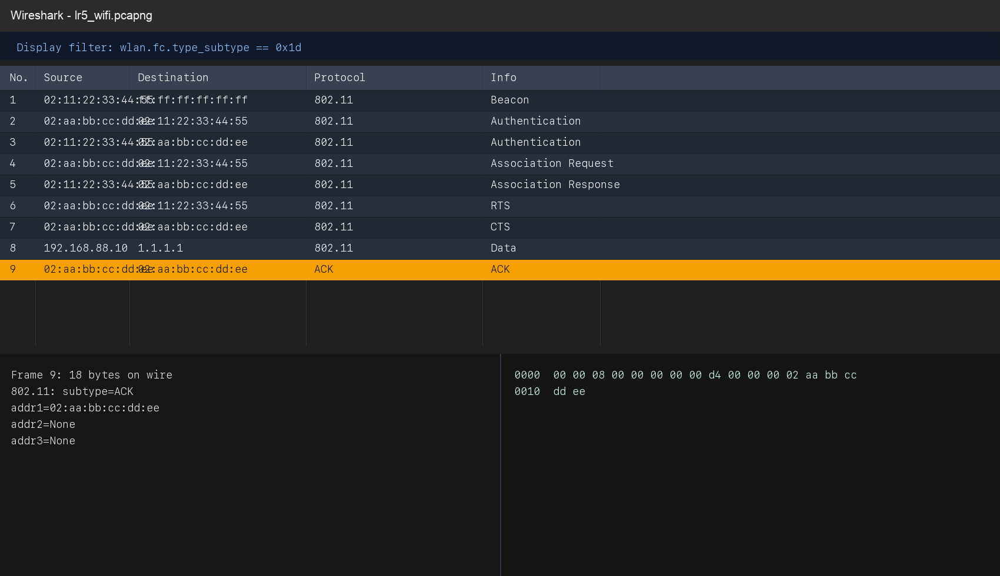 Wireshark - lr5_wifi.pcapng
Display filter: wlan.fc.type_subtype == 0x1d
No. Source Destination Protocol Info
1 02:11:22:33:44:55 ff:ff:ff:ff:ff:ff 802.11 Beacon
2 02:aa:bb:cc:dd:ee 02:11:22:33:44:55 802.11 Authentication
3 02:11:22:33:44:55 02:aa:bb:cc:dd:ee 802.11 Authentication
4 02:aa:bb:cc:dd:ee 02:11:22:33:44:55 802.11 Association Request
5 02:11:22:33:44:55 02:aa:bb:cc:dd:ee 802.11 Association Response
6 02:aa:bb:cc:dd:ee 02:11:22:33:44:55 802.11 RTS
7 02:aa:bb:cc:dd:ee 02:aa:bb:cc:dd:ee 802.11 CTS
8 192.168.88.10 1.1.1.1 802.11 Data
9 02:aa:bb:cc:dd:ee 02:aa:bb:cc:dd:ee ACK ACK
Frame 9: 18 bytes on wire
802.11: subtype=ACK
addr1=02:aa:bb:cc:dd:ee
addr2=None
addr3=None
0000 00 00 08 00 00 00 00 00 d4 00 00 00 02 aa bb cc
0010 dd ee